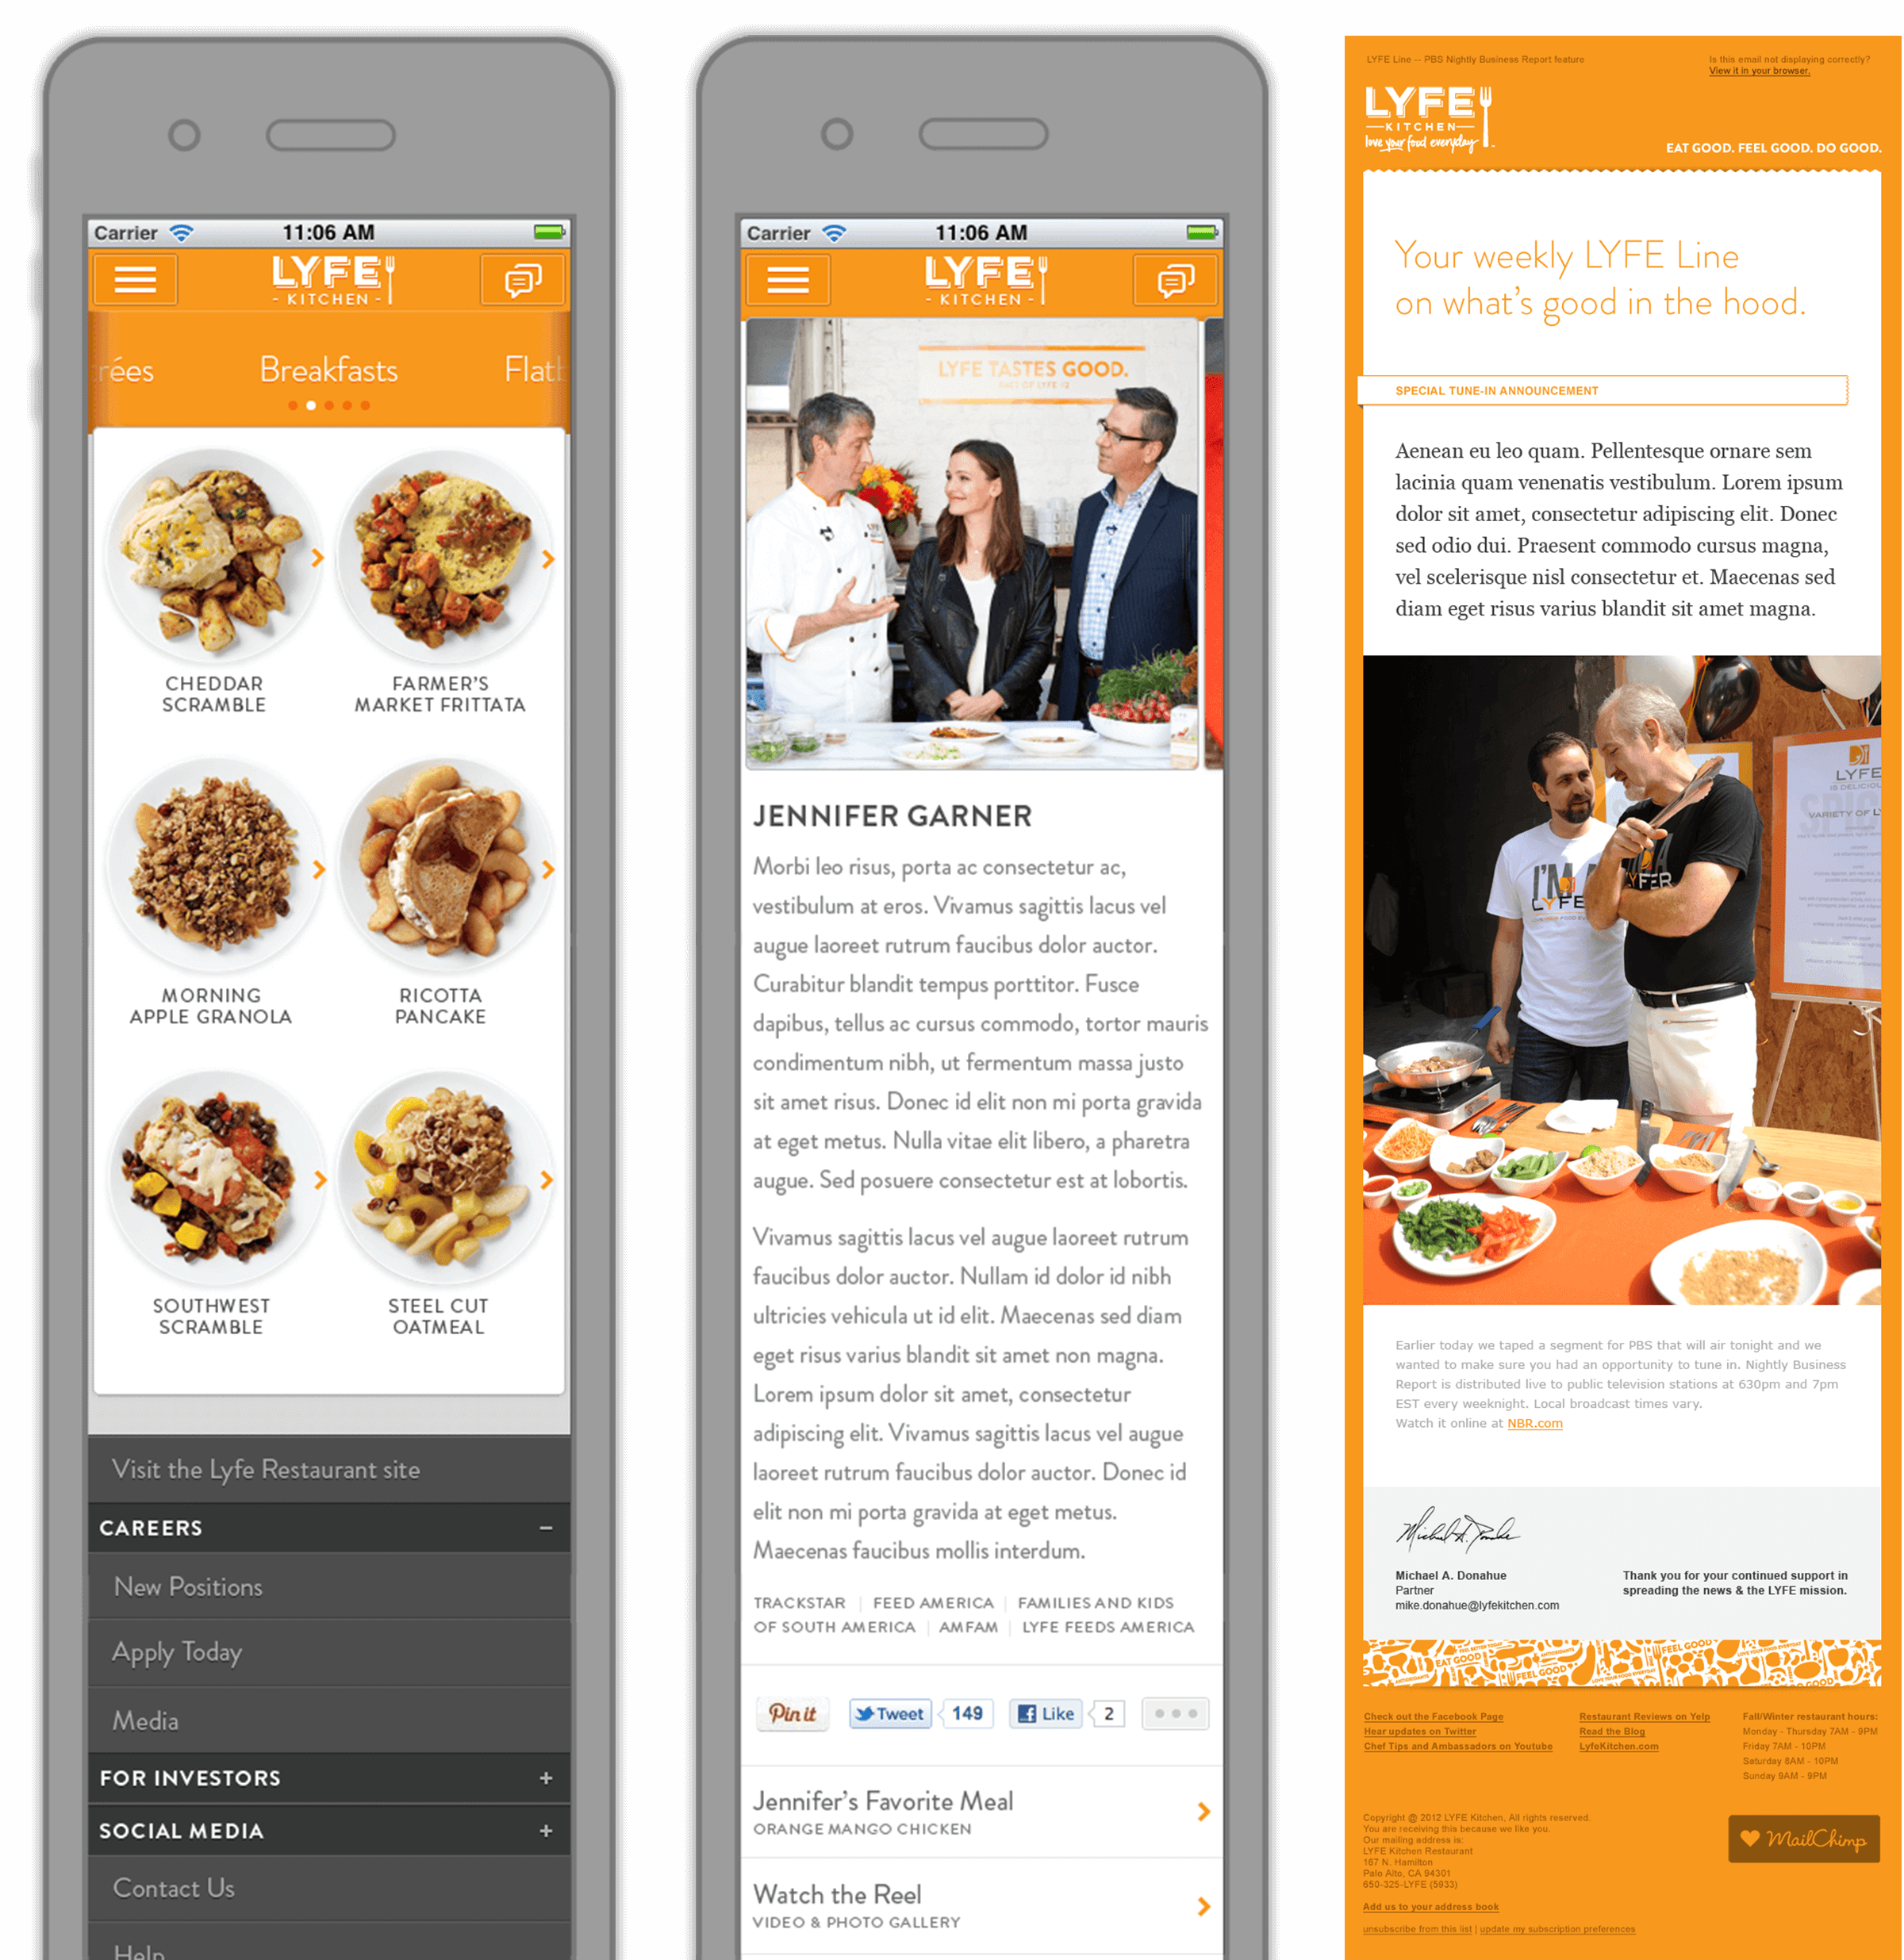 Carrier
11:06 AM
LYFE
- KITCHEN -
rées
Breakfasts
Flatb
CHEDDAR
SCRAMBLE
FARMER'S
MARKET FRITTATA
MORNING
APPLE GRANOLA
RICOTTA
PANCAKE
SOUTHWEST
SCRAMBLE
STEEL CUT
OATMEAL
Visit the Lyfe Restaurant site
CAREERS
New Positions
Apply Today
Media
FOR INVESTORS
SOCIAL MEDIA
Contact Us
Help
Carrier
11:06 AM
LYFE
- KITCHEN -
LYFE TASTES GOOD.
JENNIFER GARNER
Morbi leo risus, porta ac consectetur ac,
vestibulum at eros. Vivamus sagittis lacus vel
augue laoreet rutrum faucibus dolor auctor.
Curabitur blandit tempus porttitor. Fusce
dapibus, tellus ac cursus commodo, tortor mauris
condimentum nibh, ut fermentum massa justo
sit amet risus. Donec id elit non mi porta gravida
at eget metus. Nulla vitae elit libero, a pharetra
augue. Sed posuere consectetur est at lobortis.
Vivamus sagittis lacus vel augue laoreet rutrum
faucibus dolor auctor. Nullam id dolor id nibh
ultricies vehicula ut id elit. Maecenas sed diam
eget risus varius blandit sit amet non magna.
Lorem ipsum dolor sit amet, consectetur
adipiscing elit. Vivamus sagittis lacus vel augue
laoreet rutrum faucibus dolor auctor. Donec id
elit non mi porta gravida at eget metus.
Maecenas faucibus mollis interdum.
TRACKSTAR | FEED AMERICA | FAMILIES AND KIDS
OF SOUTH AMERICA | AMFAM | LYFE FEEDS AMERICA
Pin it
Tweet
149
Like
2
Jennifer's Favorite Meal
ORANGE MANGO CHICKEN
Watch the Reel
VIDEO & PHOTO GALLERY
LYFE Line -- PBS Nightly Business Report feature
Is this email not displaying correctly?
View it in your browser.
LYFE
KITCHEN
love your food everyday
EAT GOOD. FEEL GOOD. DO GOOD.
Your weekly LYFE Line
on what's good in the hood.
SPECIAL TUNE-IN ANNOUNCEMENT
Aenean eu leo quam. Pellentesque ornare sem
lacinia quam venenatis vestibulum. Lorem ipsum
dolor sit amet, consectetur adipiscing elit. Donec
sed odio dui. Praesent commodo cursus magna,
vel scelerisque nisl consectetur et. Maecenas sed
diam eget risus varius blandit sit amet magna.
I'M A
LYFE
LYFER
LYFE
IS DELICIOU
VARIETY OF L
Earlier today we taped a segment for PBS that will air tonight and we
wanted to make sure you had an opportunity to tune in. Nightly Business
Report is distributed live to public television stations at 630pm and 7pm
EST every weeknight. Local broadcast times vary.
Watch it online at NBR.com
Michael A. Donahue
Partner
mike.donahue@lyfekitchen.com
Thank you for your continued support in
spreading the news & the LYFE mission.
EAT GOOD
FEEL GOOD
FEEL GOOD
Check out the Facebook Page
Hear updates on Twitter
Chef Tips and Ambassadors on Youtube
Restaurant Reviews on Yelp
Read the Blog
LyfeKitchen.com
Fall/Winter restaurant hours:
Monday - Thursday 7AM - 9PM
Friday 7AM - 10PM
Saturday 8AM - 10PM
Sunday 9AM - 9PM
Copyright @ 2012 LYFE Kitchen, All rights reserved.
You are receiving this because we like you.
Our mailing address is:
LYFE Kitchen Restaurant
167 N. Hamilton
Palo Alto, CA 94301
650-325-LYFE (5933)
MailChimp
Add us to your address book
unsubscribe from this list | update my subscription preferences